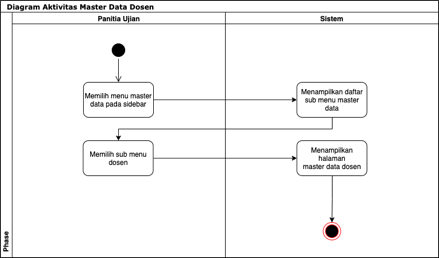 Diagram Aktivitas Master Data Dosen
Panitia Ujian
Sistem
Memilih menu master
data pada sidebar
Menampilkan daftar
sub menu master
data
Memilih sub menu
dosen
Menampilkan
halaman
master data dosen
Phase